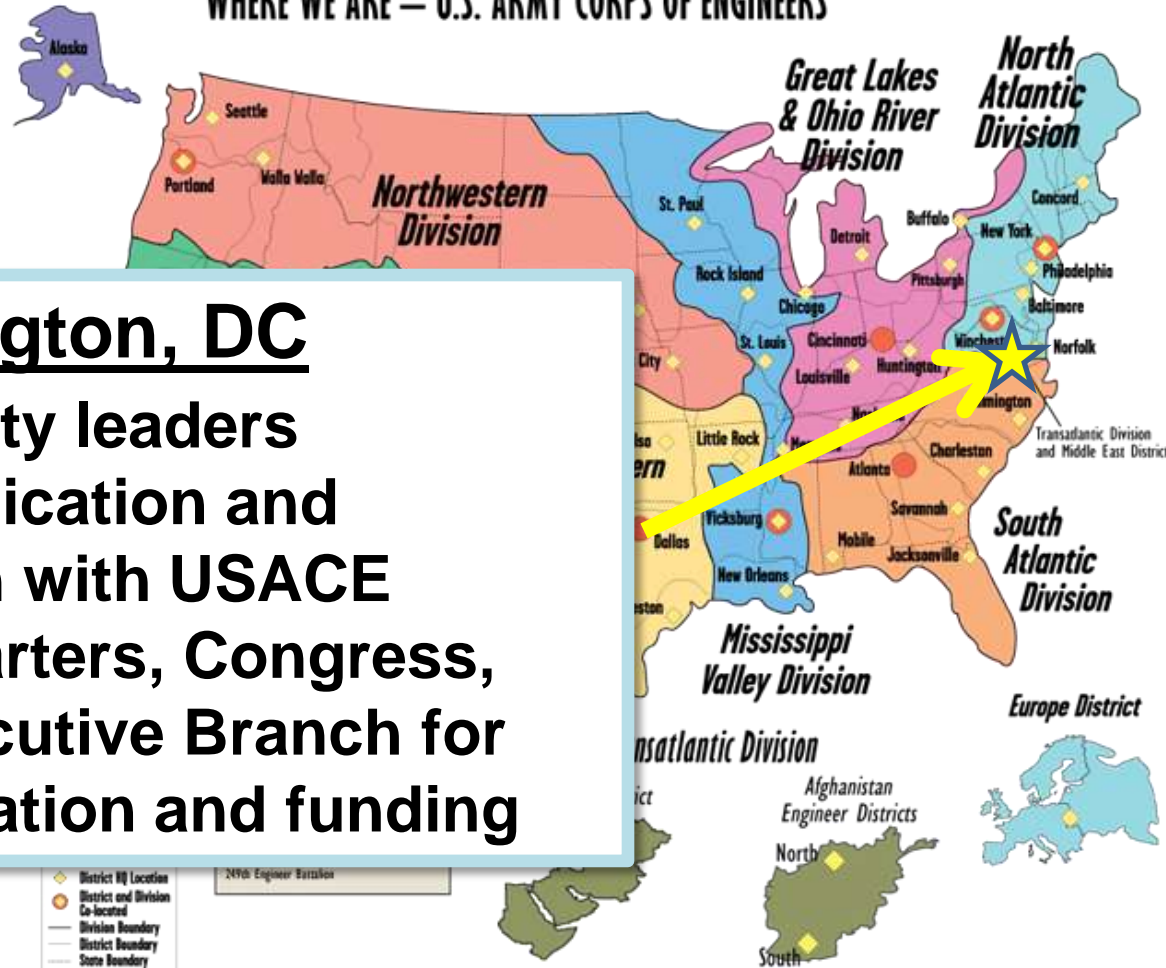 WHERE WE ARE — U.S. ARMY CORPS OF ENGINEERS
Alaska
Seattle
Portland
Walla Walla
Northwestern
Division
St. Paul
Great Lakes
& Ohio River
Division
North
Atlantic
Division
Concord
Buffalo
New York
Detroit
Pittsburgh
Philadelphia
Rock Island
Chicago
Baltimore
Cincinnati
St. Louis
Norfolk
City
Louisville
Huntington
Little Rock
Transatlantic Division
and Middle East District
Charleston
Atlanta
Savannah
Vicksburg
Dallas
Mobile
Jacksonville
New Orleans
South
Atlantic
Division
Mississippi
Valley Division
gton, DC
ty leaders
ication and
with USACE
arters, Congress,
cutive Branch for
ation and funding
nsatlantic Division
ict
Afghanistan
Engineer Districts
North
South
Europe District
249th Engineer Battalion
District HQ Location
District and Division
Co-located
Division Boundary
District Boundary
State Boundary